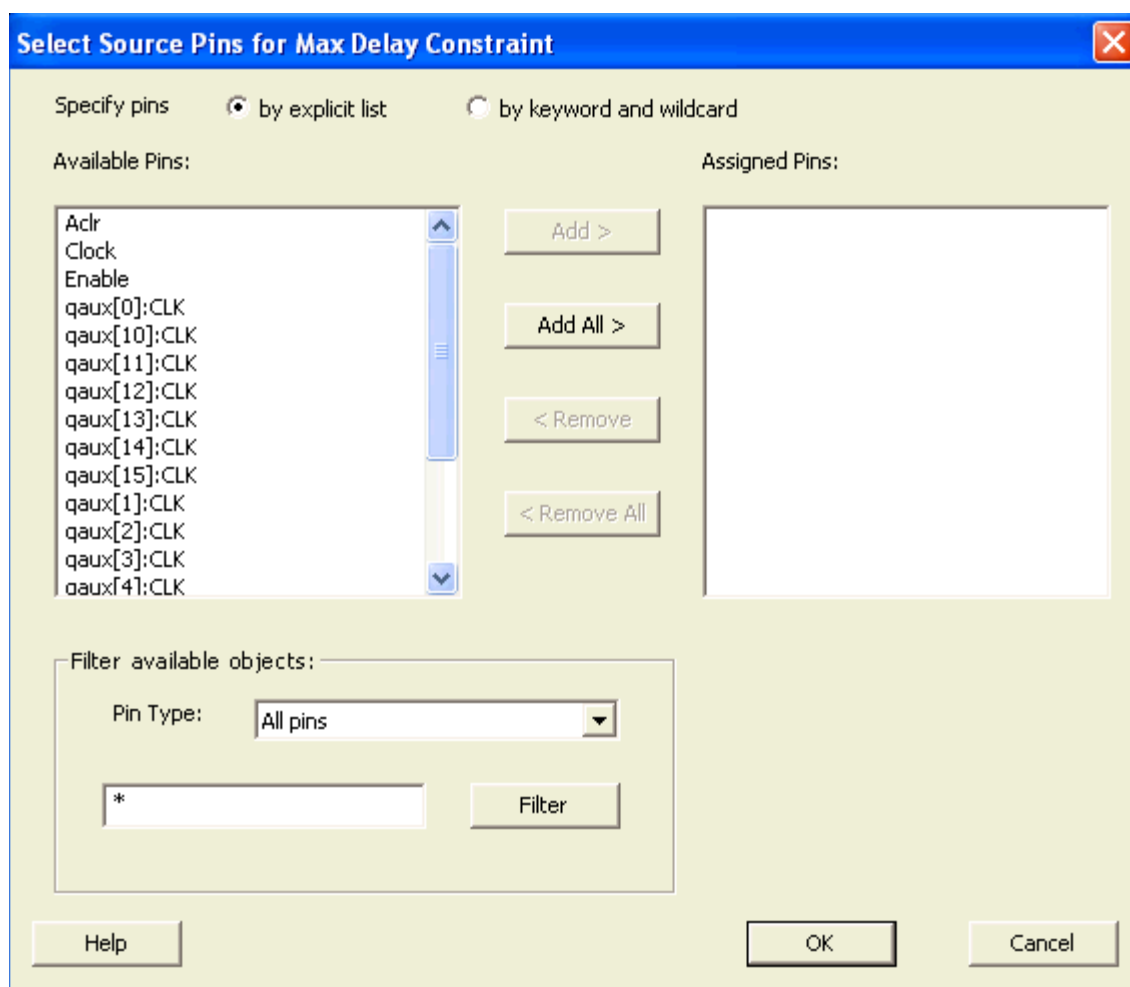 Select Source Pins for Max Delay Constraint
Specify pins by explicit list by keyword and wildcard
Available Pins: Assigned Pins:
Aclr
Clock
Enable
qaux[0]:CLK
qaux[10]:CLK
qaux[11]:CLK
qaux[12]:CLK
qaux[13]:CLK
qaux[14]:CLK
qaux[15]:CLK
qaux[1]:CLK
qaux[2]:CLK
qaux[3]:CLK
qaux[4]:CLK
Add >
Add All >
< Remove
< Remove All
Filter available objects:
Pin Type: All pins
* Filter
Help OK Cancel